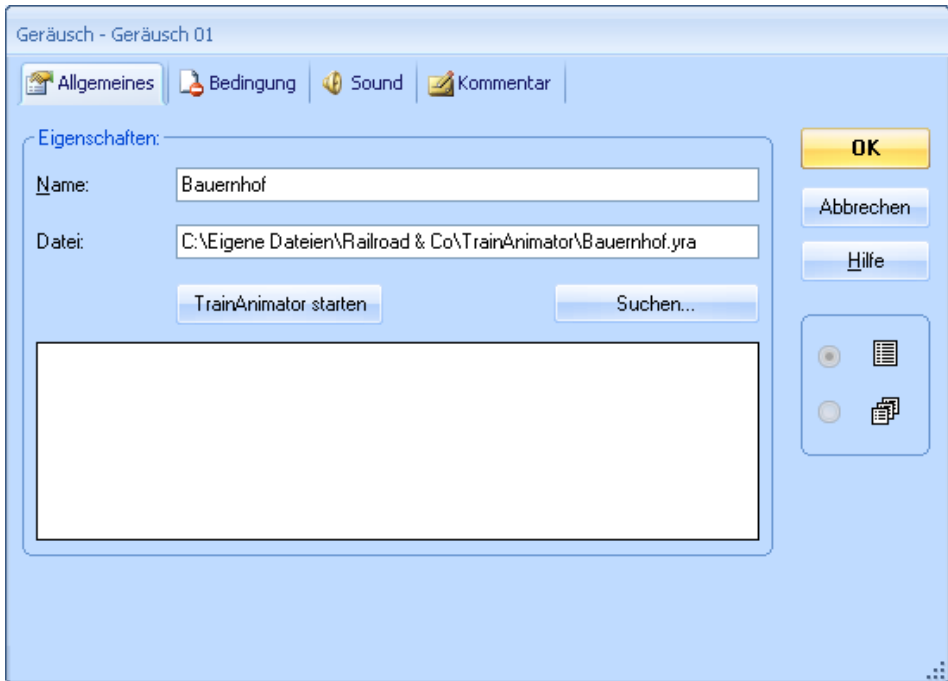 Geräusch - Geräusch 01
Allgemeines Bedingung Sound Kommentar
Eigenschaften:
OK
Name: Bauernhof
Abbrechen
Datei: C:\Eigene Dateien\Railroad & Co\TrainAnimator\Bauernhof.yra
Hilfe
TrainAnimator starten Suchen...